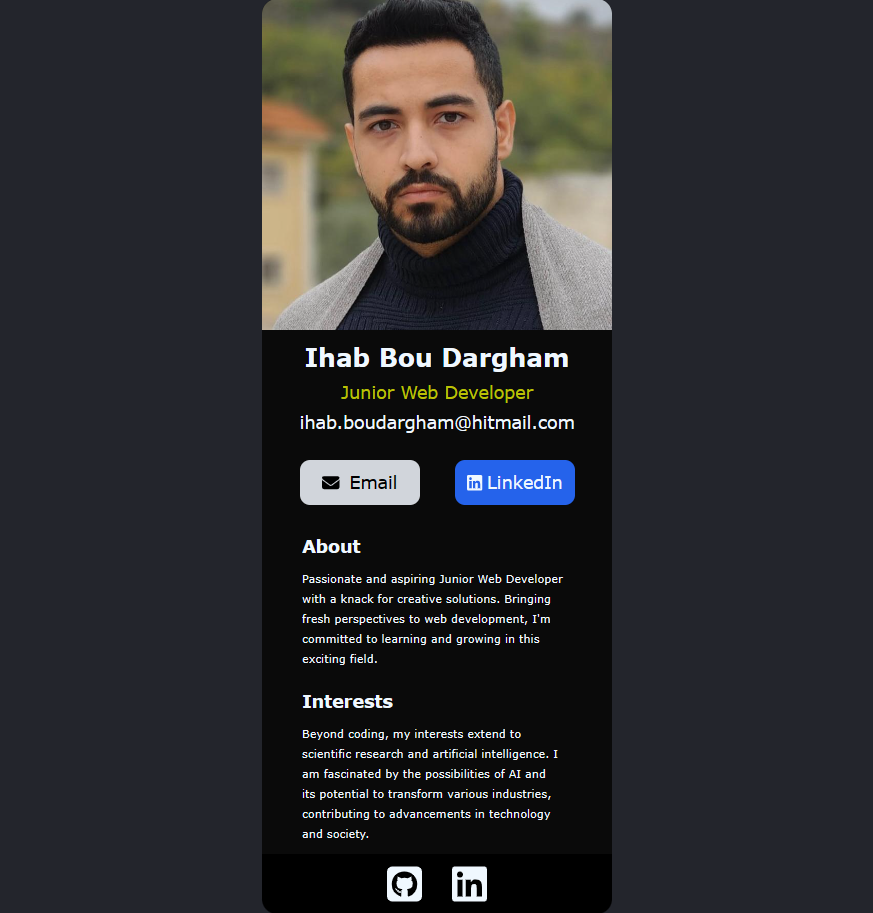 Ihab Bou Dargham
Junior Web Developer
ihab.boudargham@hitmail.com
Email
in LinkedIn
About
Passionate and aspiring Junior Web Developer
with a knack for creative solutions. Bringing
fresh perspectives to web development, I'm
committed to learning and growing in this
exciting field.
Interests
Beyond coding, my interests extend to
scientific research and artificial intelligence. I
am fascinated by the possibilities of AI and
its potential to transform various industries,
contributing to advancements in technology
and society.
in